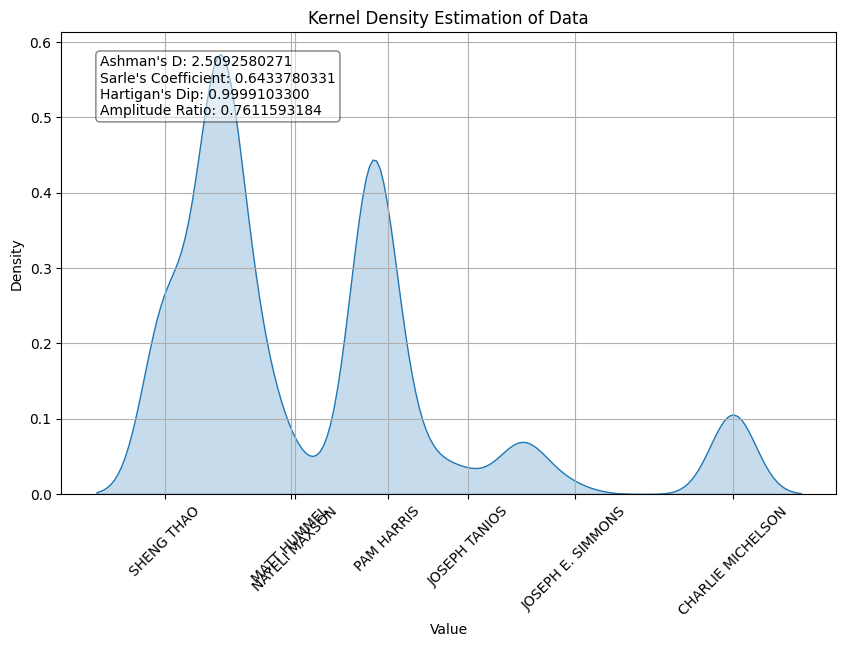 Kernel Density Estimation of Data
Ashman's D: 2.5092580271
Sarle's Coefficient: 0.6433780331
Hartigan's Dip: 0.9999103300
Amplitude Ratio: 0.7611593184
Density
0.6
0.5
0.4
0.3
0.2
0.1
0.0
SHENG THAO
MATT HUMMEL
NAYELI MAXSON
PAM HARRIS
JOSEPH TANIOS
JOSEPH E. SIMMONS
CHARLIE MICHELSON
Value